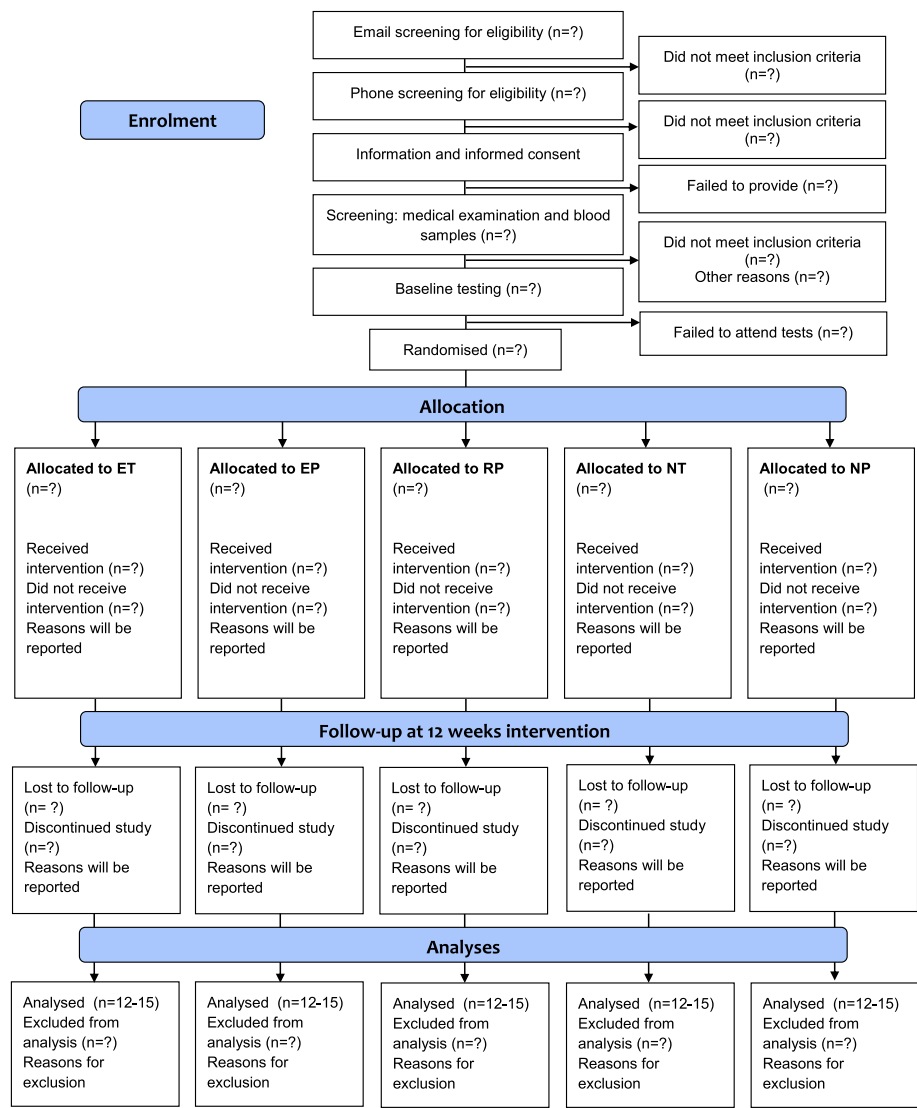 Email screening for eligibility (n=?)
Did not meet inclusion criteria
(n=?)
Phone screening for eligibility (n=?)
Enrolment
Did not meet inclusion criteria
(n=?)
Information and informed consent
Failed to provide (n=?)
Screening: medical examination and blood
samples (n=?)
Did not meet inclusion criteria
(n=?)
Other reasons (n=?)
Baseline testing (n=?)
Failed to attend tests (n=?)
Randomised (n=?)
Allocation
Allocated to ET
(n=?)
Received
intervention (n=?)
Did not receive
intervention (n=?)
Reasons will be
reported
Allocated to EP
(n=?)
Received
intervention (n=?)
Did not receive
intervention (n=?)
Reasons will be
reported
Allocated to RP
(n=?)
Received
intervention (n=?)
Did not receive
intervention (n=?)
Reasons will be
reported
Allocated to NT
(n=?)
Received
intervention (n=?)
Did not receive
intervention (n=?)
Reasons will be
reported
Allocated to NP
(n=?)
Received
intervention (n=?)
Did not receive
intervention (n=?)
Reasons will be
reported
Follow-up at 12 weeks intervention
Lost to follow-up
(n= ?)
Discontinued study
(n=?)
Reasons will be
reported
Lost to follow-up
(n= ?)
Discontinued study
(n=?)
Reasons will be
reported
Lost to follow-up
(n= ?)
Discontinued study
(n=?)
Reasons will be
reported
Lost to follow-up
(n= ?)
Discontinued study
(n=?)
Reasons will be
reported
Lost to follow-up
(n= ?)
Discontinued study
(n=?)
Reasons will be
reported
Analyses
Analysed (n=12-15)
Excluded from
analysis (n=?)
Reasons for
exclusion
Analysed (n=12-15)
Excluded from
analysis (n=?)
Reasons for
exclusion
Analysed (n=12-15)
Excluded from
analysis (n=?)
Reasons for
exclusion
Analysed (n=12-15)
Excluded from
analysis (n=?)
Reasons for
exclusion
Analysed (n=12-15)
Excluded from
analysis (n=?)
Reasons for
exclusion